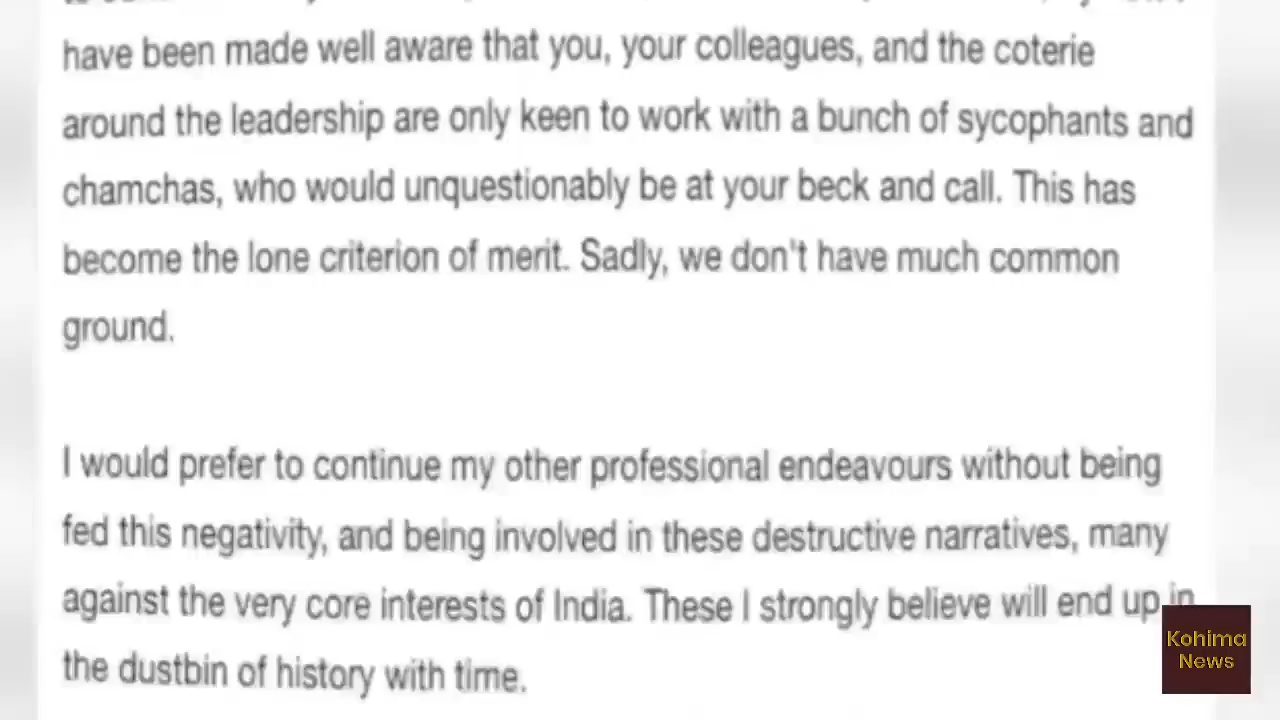 have been made well aware that you, your colleagues, and the coterie
around the leadership are only keen to work with a bunch of sycophants and
chamchas, who would unquestionably be at your beck and call. This has
become the lone criterion of merit. Sadly, we don't have much common
ground.
I would prefer to continue my other professional endeavours without being
fed this negativity, and being involved in these destructive narratives, many
against the very core interests of India. These I strongly believe will end up in
the dustbin of history with time.
Kohima
News